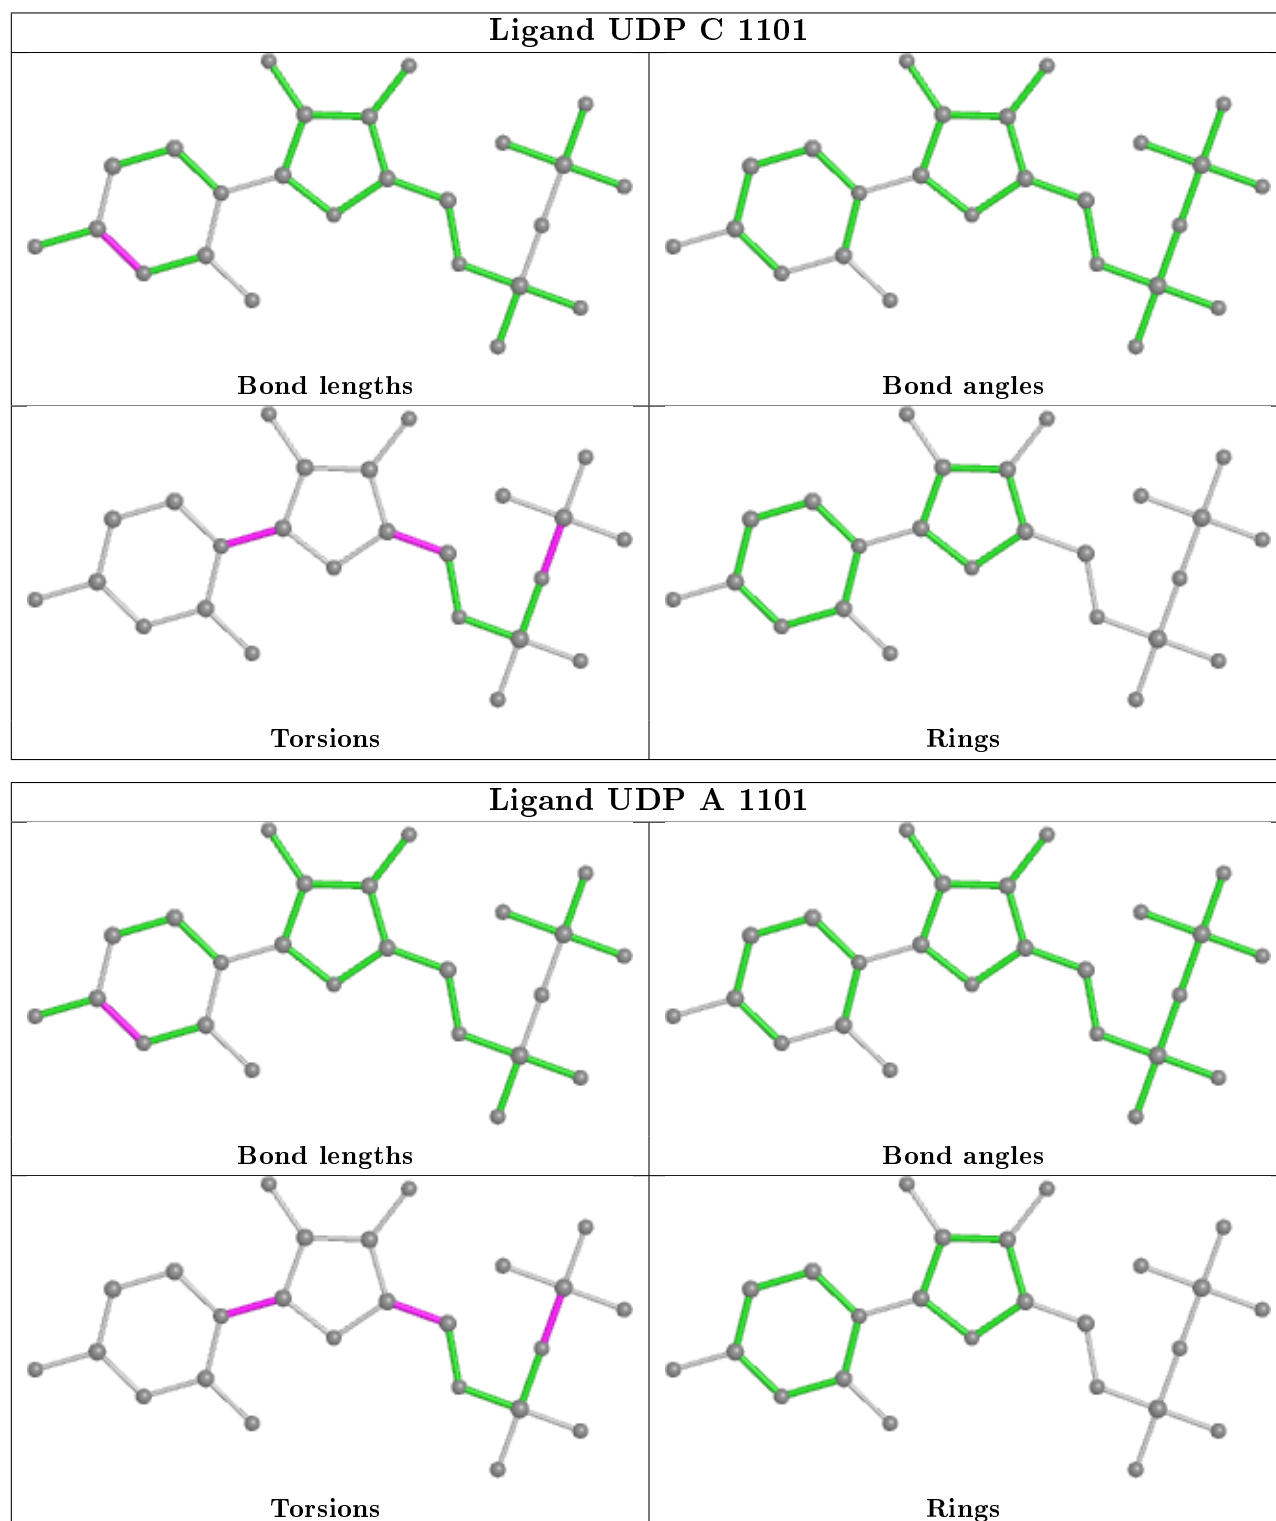 Ligand UDP C 1101
Bond lengths
Bond angles
Torsions
Rings
Ligand UDP A 1101
Bond lengths
Bond angles
Torsions
Rings